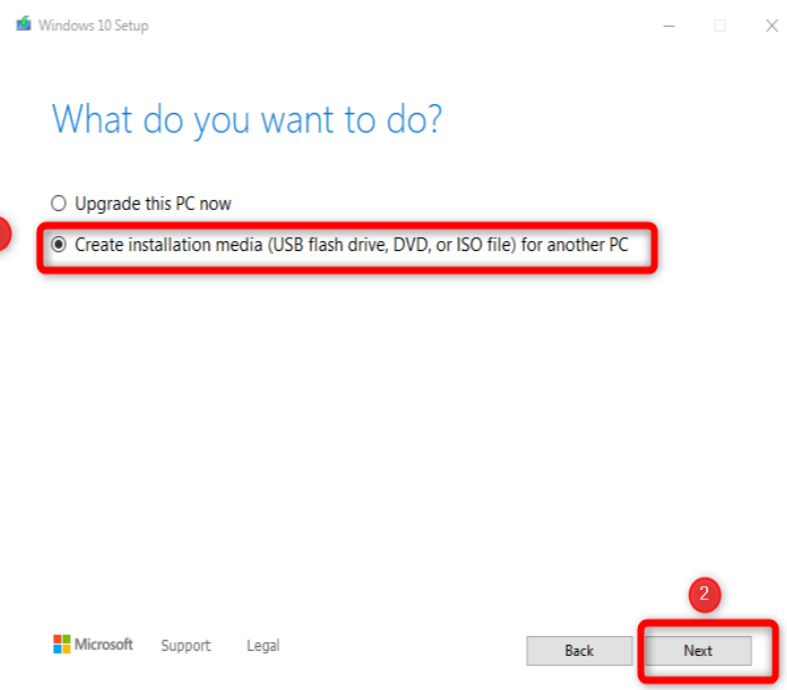 Windows 10 Setup
What do you want to do?
Upgrade this PC now
Create installation media (USB flash drive, DVD, or ISO file) for another PC
2
Microsoft Support Legal Back Next